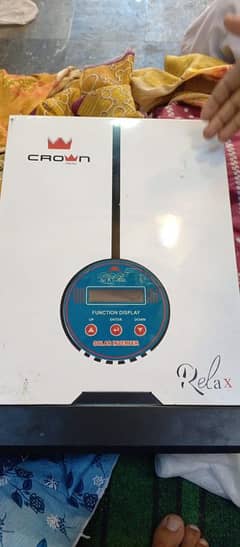 CROWN
FUNCTION DISPLAY
UP ENTER DOWN
SOLAR INVERTER
Relax